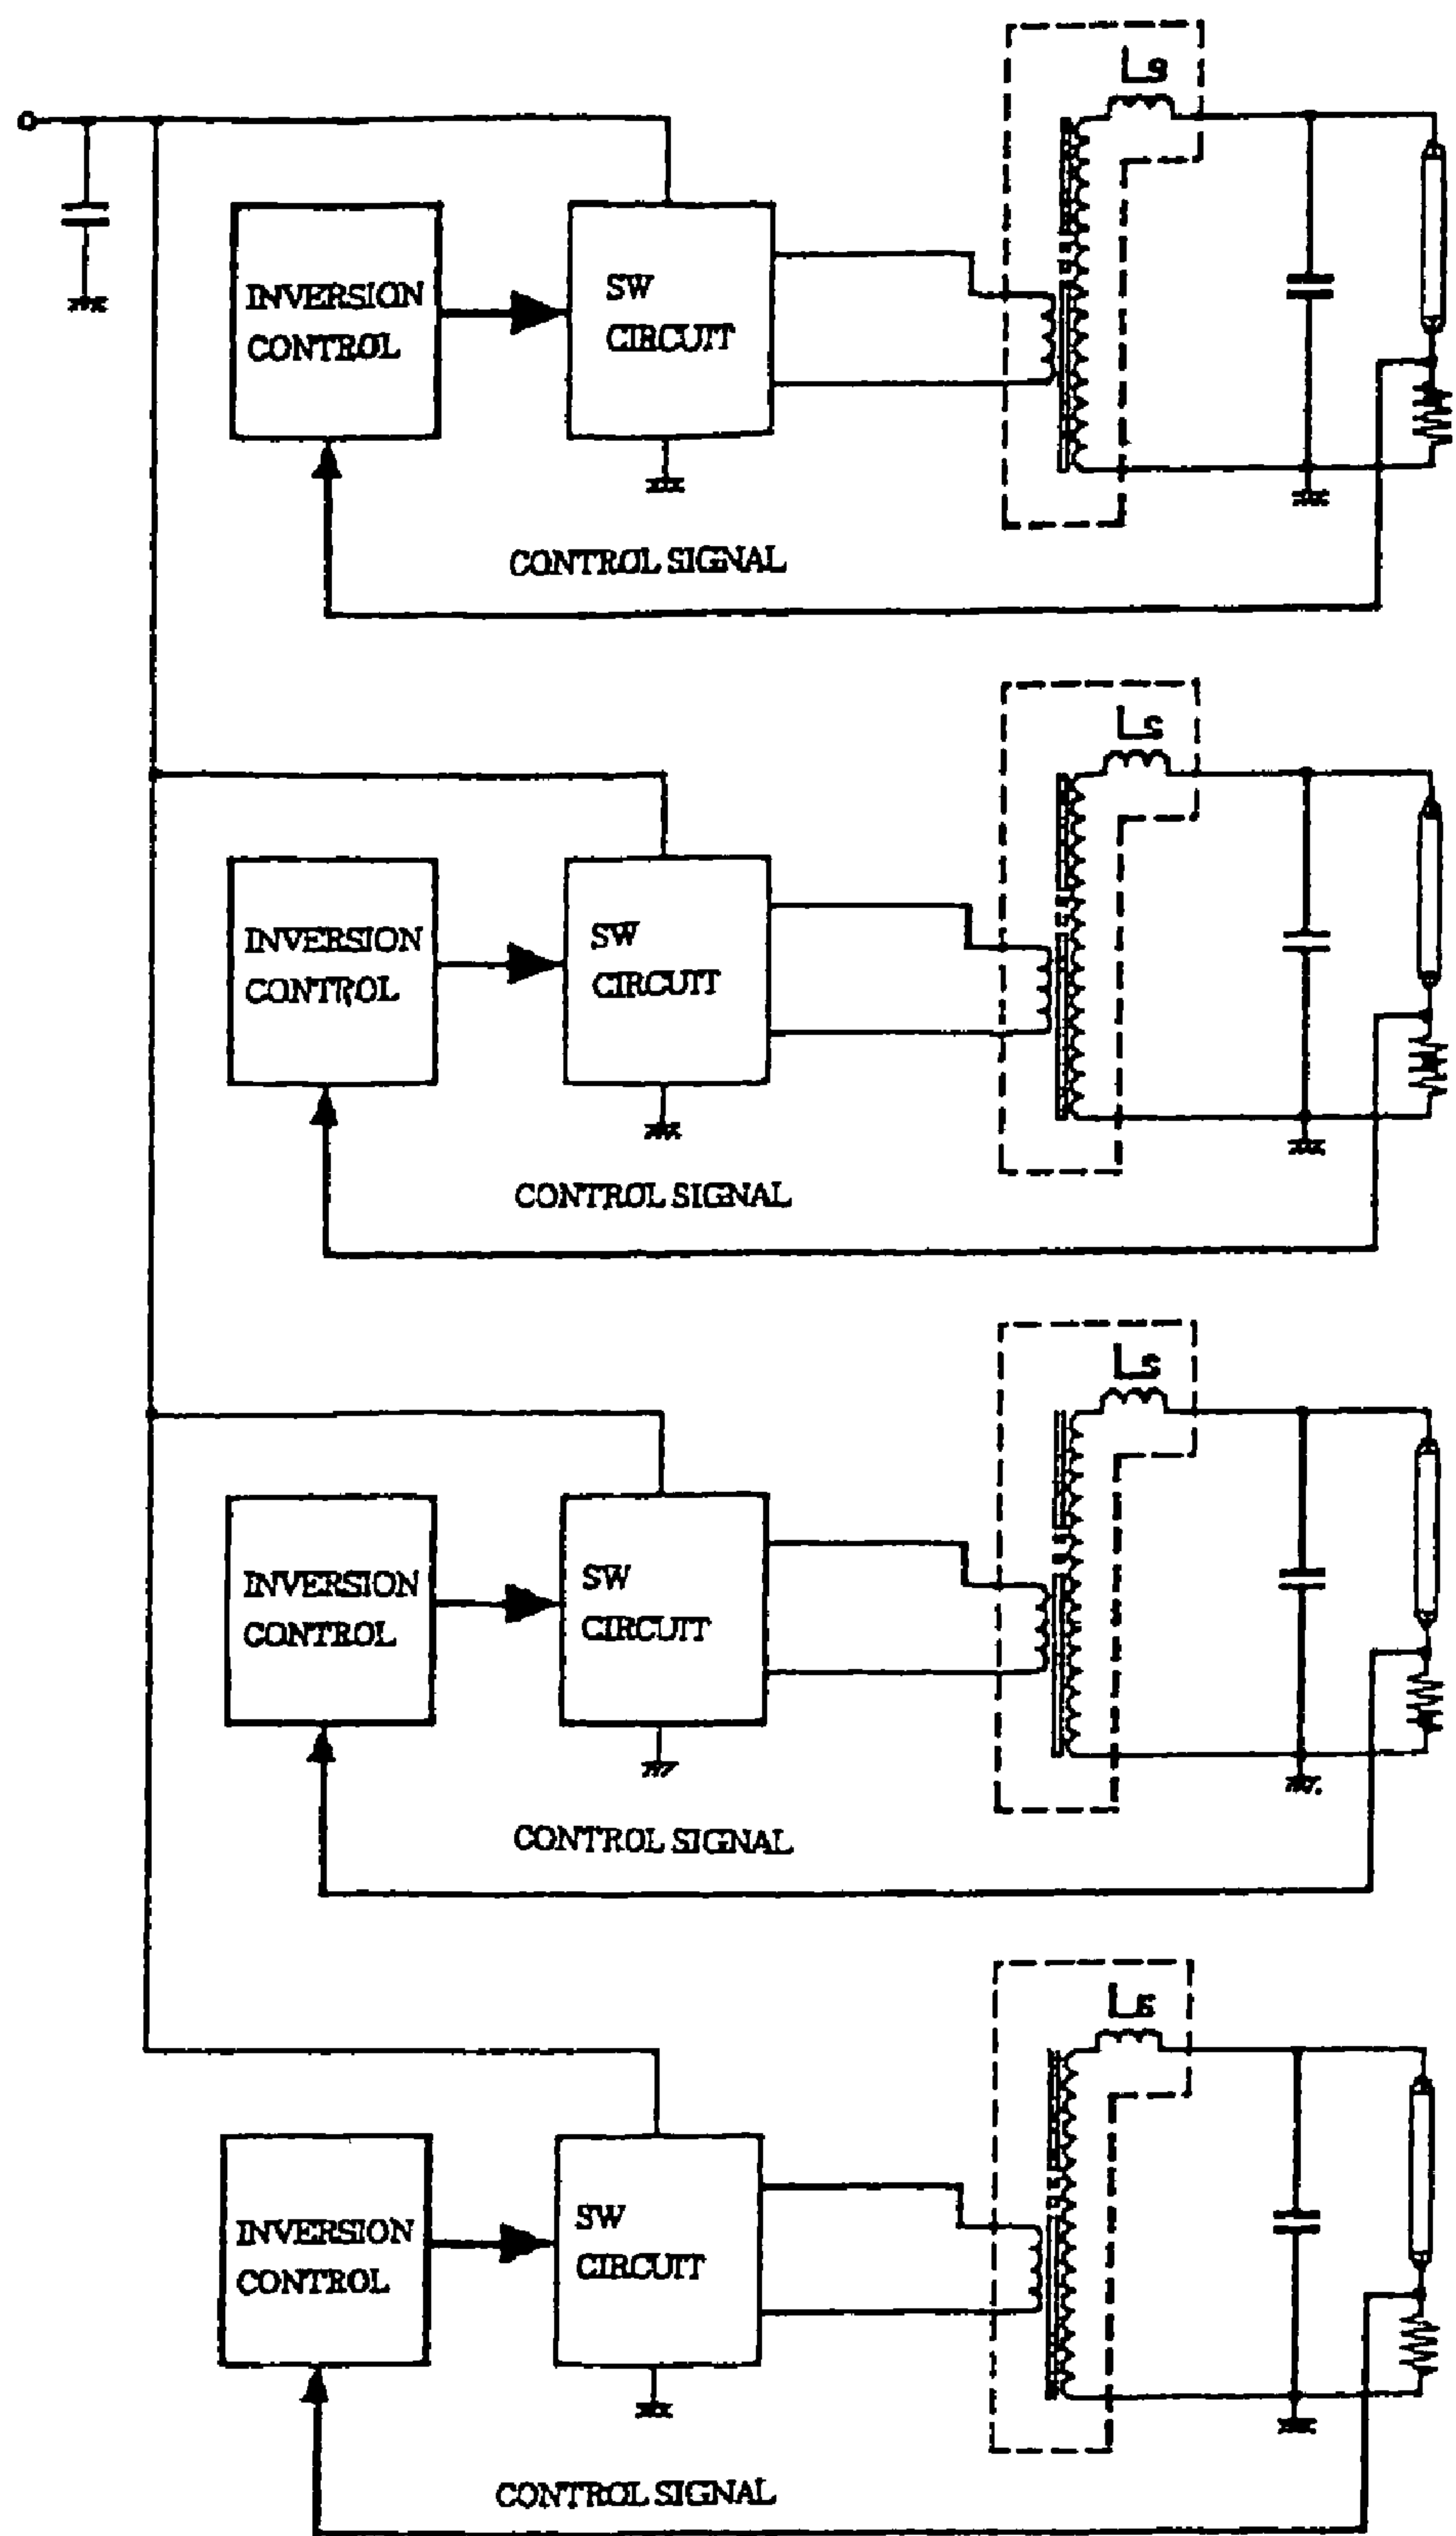 Ls
INVERSION
CONTROL
SW
CIRCUIT
CONTROL SIGNAL
Ls
INVERSION
CONTROL
SW
CIRCUIT
CONTROL SIGNAL
Ls
INVERSION
CONTROL
SW
CIRCUIT
CONTROL SIGNAL
Ls
INVERSION
CONTROL
SW
CIRCUIT
CONTROL SIGNAL